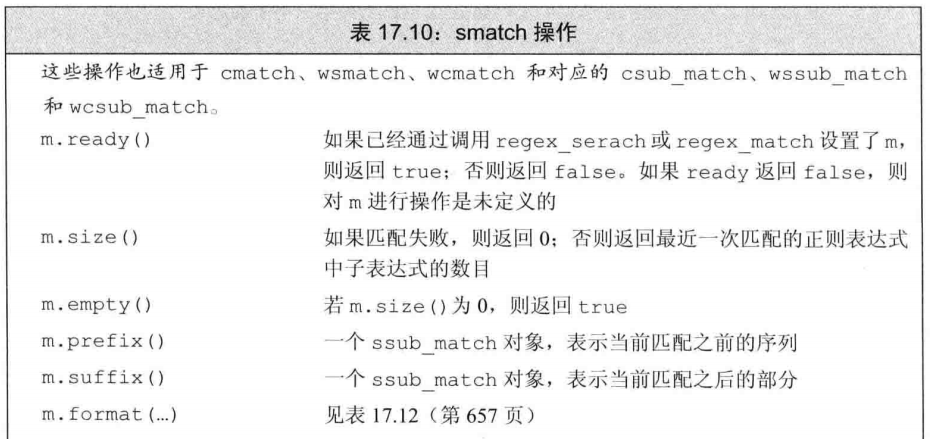 表 17.10：smatch 操作
这些操作也适用于 cmatch、wsmatch、wcmatch 和对应的 csub_match、wssub_match
和 wcsub_match。
m.ready() 如果已经通过调用 regex_serach 或 regex_match 设置了 m，
则返回 true；否则返回 false。如果 ready 返回 false，则
对 m 进行操作是未定义的
m.size() 如果匹配失败，则返回 0；否则返回最近一次匹配的正则表达式
中子表达式的数目
m.empty() 若 m.size() 为 0，则返回 true
m.prefix() 一个 ssub_match 对象，表示当前匹配之前的序列
m.suffix() 一个 ssub_match 对象，表示当前匹配之后的部分
m.format(…) 见表 17.12（第 657 页）